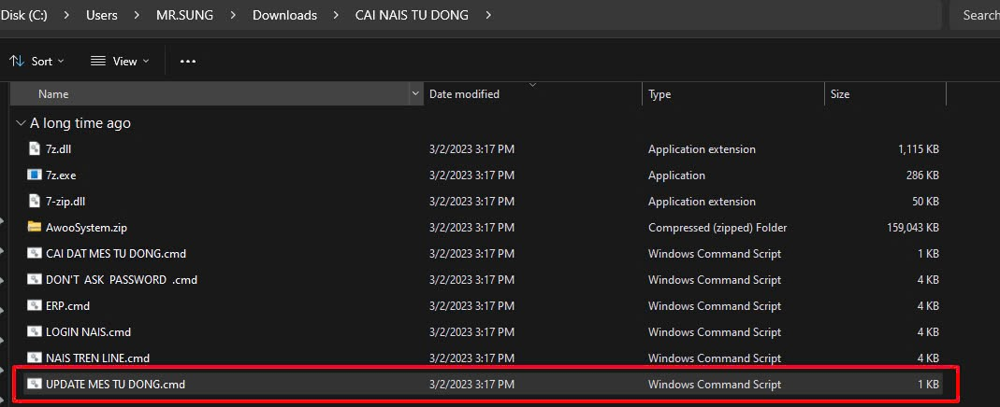 Disk (C:) > Users > MR.SUNG > Downloads > CAI NAIS TU DONG >
Search
Sort View ...
Name Date modified Type Size
A long time ago
7z.dll 3/2/2023 3:17 PM Application extension 1,115 KB
7z.exe 3/2/2023 3:17 PM Application 286 KB
7-zip.dll 3/2/2023 3:17 PM Application extension 50 KB
AwooSystem.zip 3/2/2023 3:17 PM Compressed (zipped) Folder 159,043 KB
CAI DAT MES TU DONG.cmd 3/2/2023 3:17 PM Windows Command Script 1 KB
DON'T ASK PASSWORD .cmd 3/2/2023 3:17 PM Windows Command Script 4 KB
ERP.cmd 3/2/2023 3:17 PM Windows Command Script 4 KB
LOGIN NAIS.cmd 3/2/2023 3:17 PM Windows Command Script 4 KB
NAIS TREN LINE.cmd 3/2/2023 3:17 PM Windows Command Script 4 KB
UPDATE MES TU DONG.cmd 3/2/2023 3:17 PM Windows Command Script 1 KB